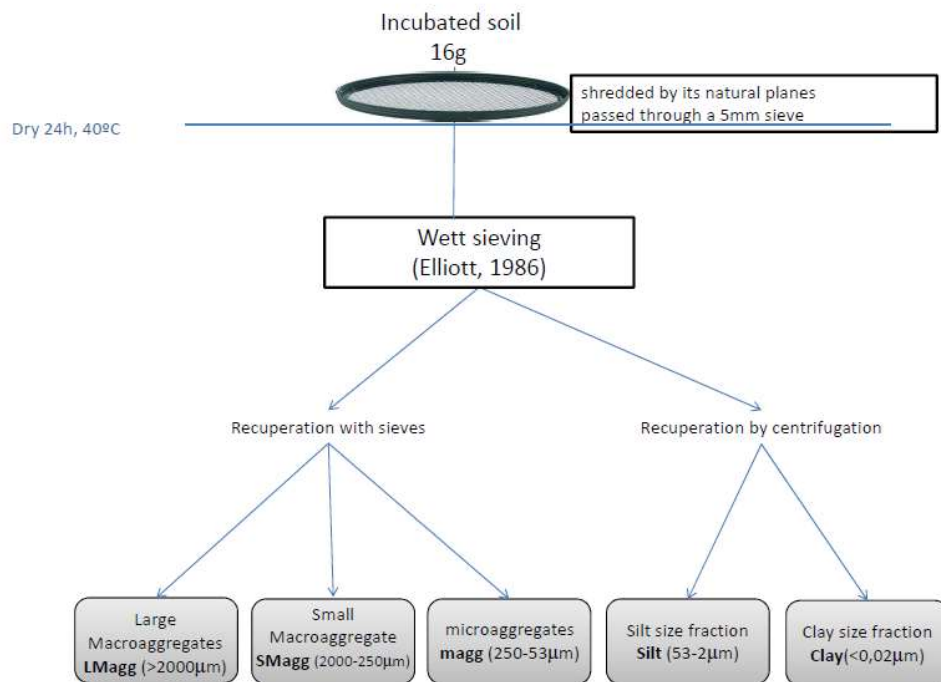 Incubated soil
16g
shredded by its natural planes
passed through a 5mm sieve
Dry 24h, 40ºC
Wett sieving
(Elliott, 1986)
Recuperation with sieves
Recuperation by centrifugation
Large
Macroaggregates
LMagg (>2000µm)
Small
Macroaggregate
SMagg (2000-250µm)
microaggregates
magg (250-53µm)
Silt size fraction
Silt (53-2µm)
Clay size fraction
Clay(<0,02µm)